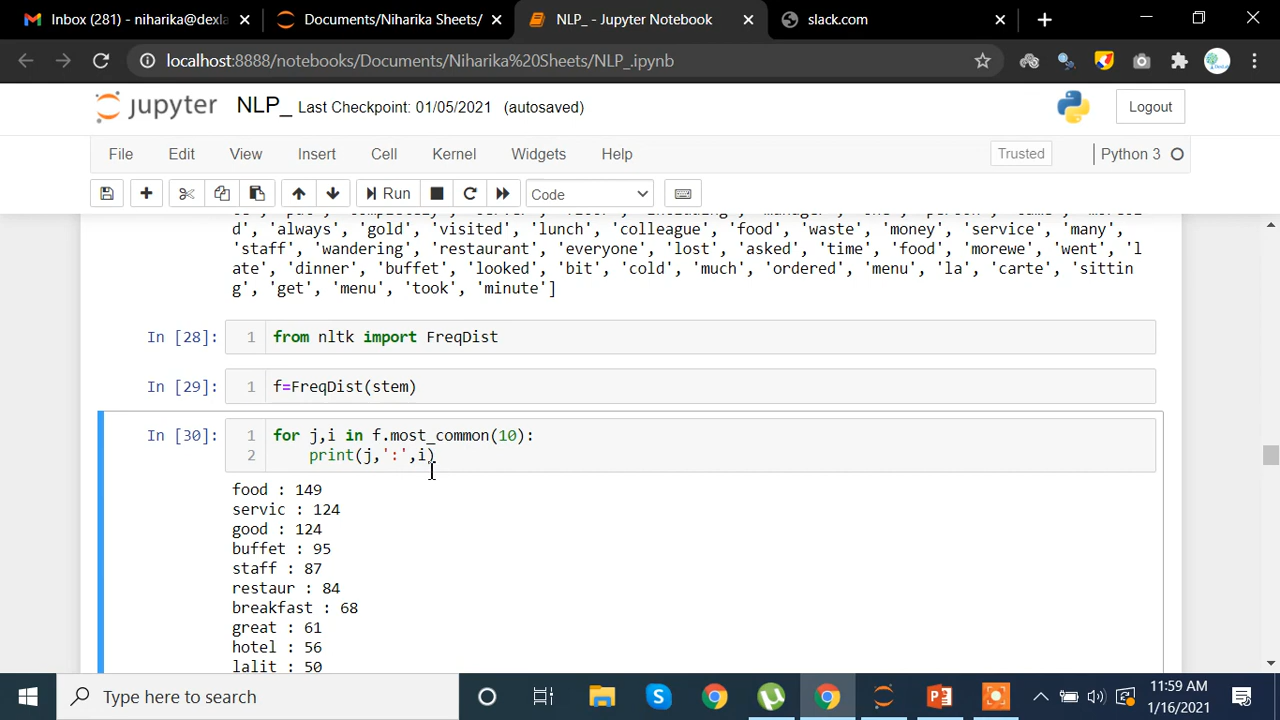 Inbox (281) - niharika@dexla
Documents/Niharika Sheets/
NLP_ - Jupyter Notebook
slack.com
localhost:8888/notebooks/Documents/Niharika%20Sheets/NLP_.ipynb
jupyter NLP_ Last Checkpoint: 01/05/2021 (autosaved)
Logout
File Edit View Insert Cell Kernel Widgets Help
Trusted
Python 3
Run
Code
d', 'always', 'gold', 'visited', 'lunch', 'colleague', 'food', 'waste', 'money', 'service', 'many',
'staff', 'wandering', 'restaurant', 'everyone', 'lost', 'asked', 'time', 'food', 'morewe', 'went', 'l
ate', 'dinner', 'buffet', 'looked', 'bit', 'cold', 'much', 'ordered', 'menu', 'la', 'carte', 'sittin
g', 'get', 'menu', 'took', 'minute']
In [28]: 1 from nltk import FreqDist
In [29]: 1 f=FreqDist(stem)
In [30]: 1 for j,i in f.most_common(10):
2 print(j,':',i)
food : 149
servic : 124
good : 124
buffet : 95
staff : 87
restaur : 84
breakfast : 68
great : 61
hotel : 56
lalit : 50
Type here to search
11:59 AM
1/16/2021